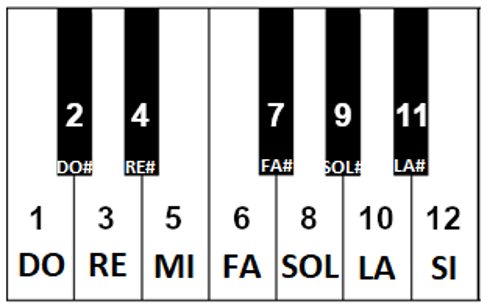 2 4 7 9 11
DO# RE# FA# SOL# LA#
1 3 5 6 8 10 12
DO RE MI FA SOL LA SI